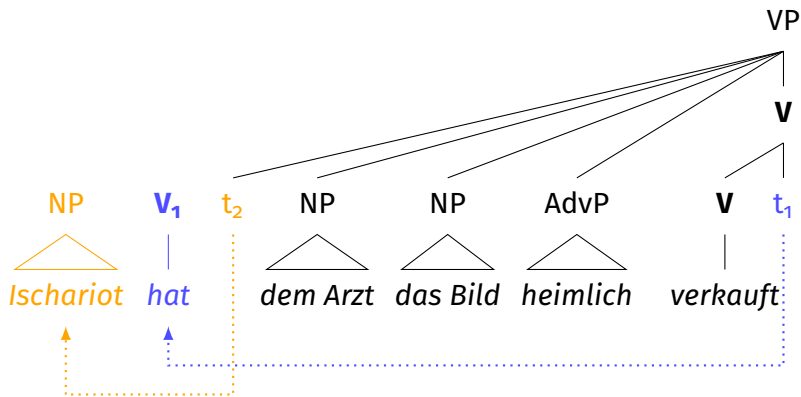 VP
V
NP V₁ t₂ NP NP AdvP V t₁
Ischariot hat dem Arzt das Bild heimlich verkauft